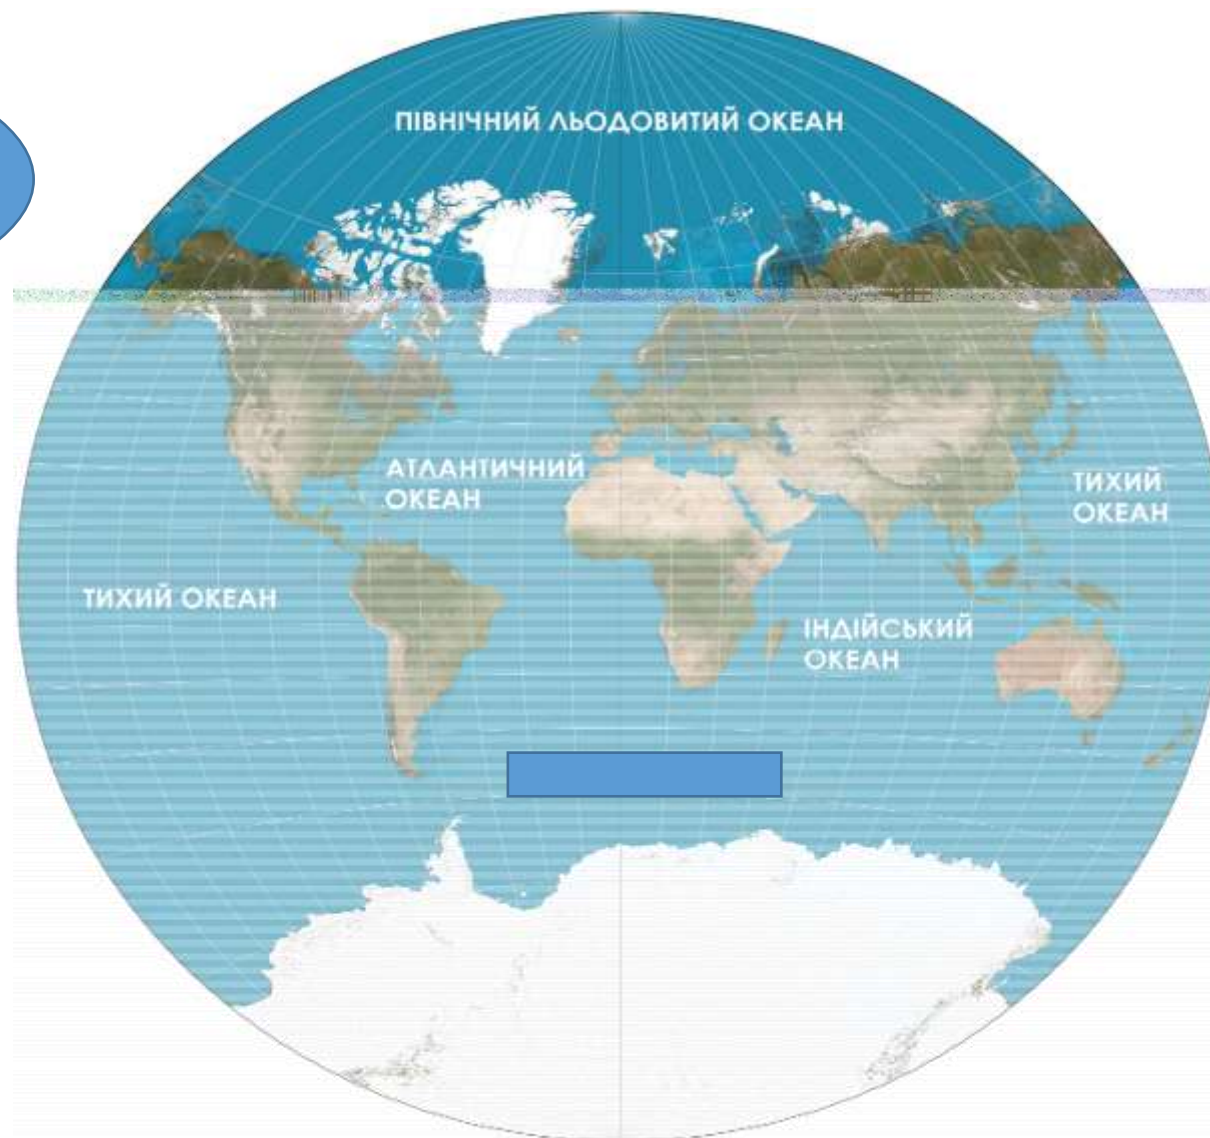 ПІВНІЧНИЙ ЛЬОДОВИТИЙ ОКЕАН
АТЛАНТИЧНИЙ
ОКЕАН
ТИХИЙ
ОКЕАН
ТИХИЙ ОКЕАН
ІНДІЙСЬКИЙ
ОКЕАН